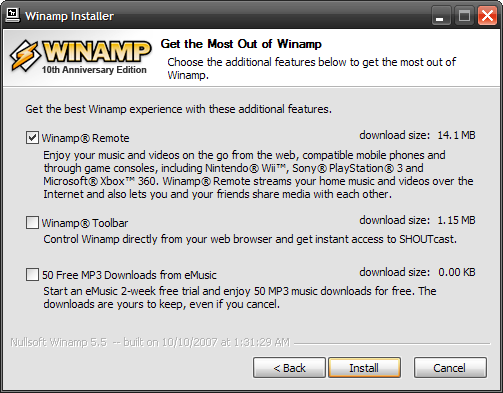 Winamp Installer
WINAMP
10th Anniversary Edition
Get the Most Out of Winamp
Choose the additional features below to get the most out of
Winamp.
Get the best Winamp experience with these additional features.
Winamp® Remote
download size: 14.1 MB
Enjoy your music and videos on the go from the web, compatible mobile phones and
through game consoles, including Nintendo® Wii™, Sony® PlayStation® 3 and
Microsoft® Xbox™ 360. Winamp® Remote streams your home music and videos over the
Internet and also lets you and your friends share media with each other.
Winamp® Toolbar
download size: 1.15 MB
Control Winamp directly from your web browser and get instant access to SHOUTcast.
50 Free MP3 Downloads from eMusic
download size: 0.00 KB
Start an eMusic 2-week free trial and enjoy 50 MP3 music downloads for free. The
downloads are yours to keep, even if you cancel.
Nullsoft Winamp 5.5 -- built on 10/10/2007 at 1:31:29 AM
< Back
Install
Cancel